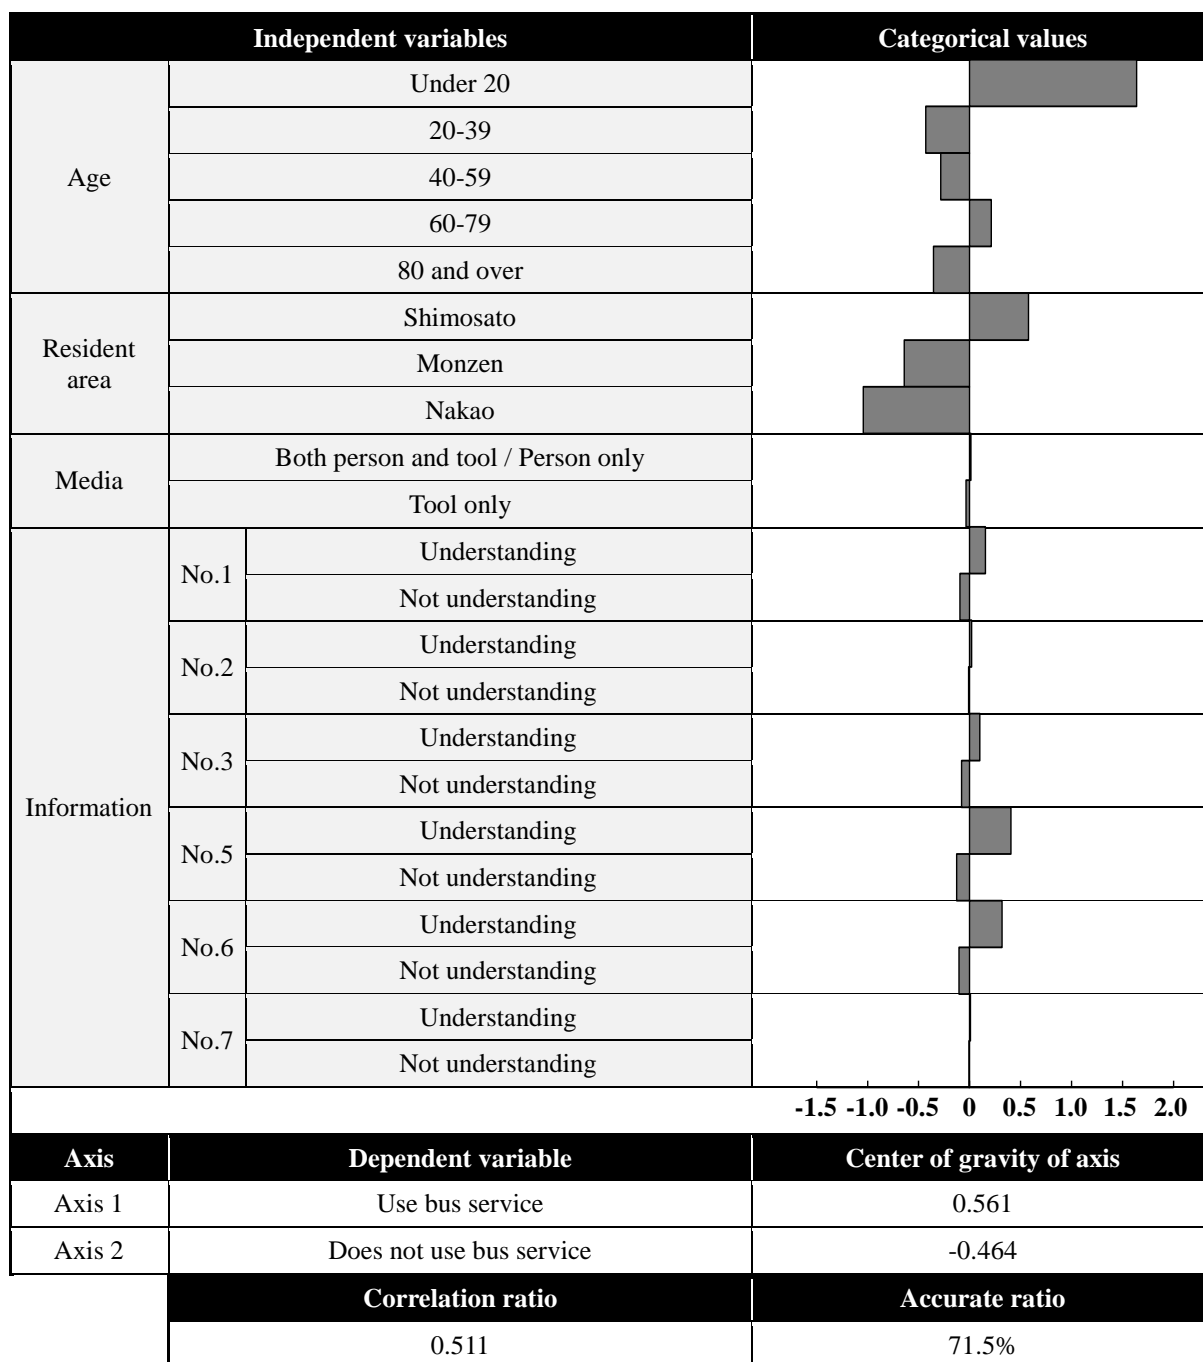 Independent variables Categorical values
Age
Under 20
20-39
40-59
60-79
80 and over
Resident
area
Shimosato
Monzen
Nakao
Media
Both person and tool / Person only
Tool only
Information
No.1
Understanding
Not understanding
No.2
Understanding
Not understanding
No.3
Understanding
Not understanding
No.5
Understanding
Not understanding
No.6
Understanding
Not understanding
No.7
Understanding
Not understanding
-1.5 -1.0 -0.5 0 0.5 1.0 1.5 2.0
Axis Dependent variable Center of gravity of axis
Axis 1 Use bus service 0.561
Axis 2 Does not use bus service -0.464
Correlation ratio Accurate ratio
0.511 71.5%